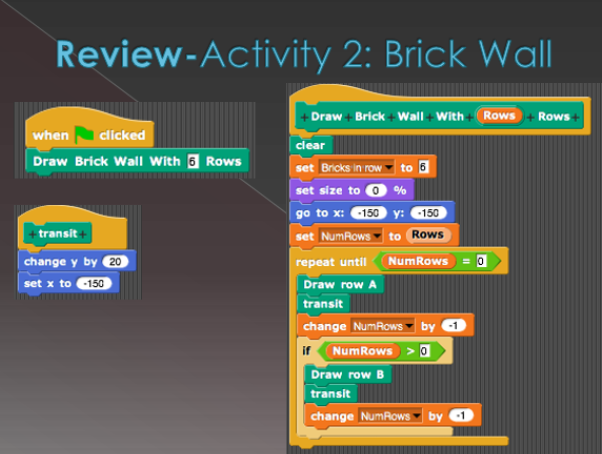 Review-Activity 2: Brick Wall
when clicked
Draw Brick Wall With 6 Rows
+ transit +
change y by 20
set x to -150
+ Draw + Brick + Wall + With + Rows + Rows +
clear
set Bricks in row to 6
set size to 0 %
go to x: -150 y: -150
set NumRows to Rows
repeat until NumRows = 0
Draw row A
transit
change NumRows by -1
if NumRows > 0
Draw row B
transit
change NumRows by -1